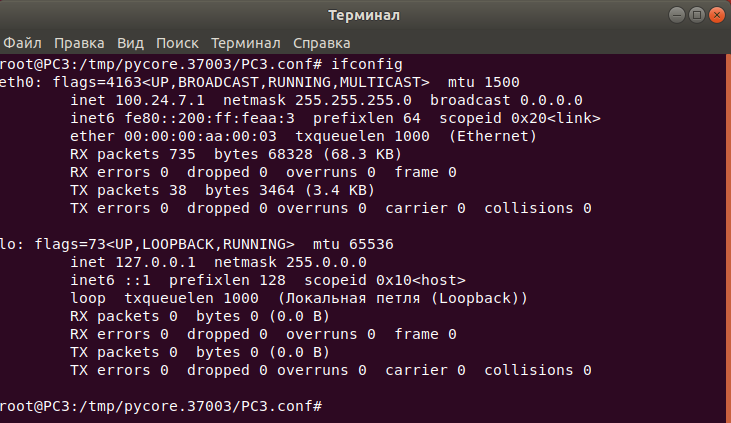 Терминал
Файл Правка Вид Поиск Терминал Справка
root@PC3:/tmp/pycore.37003/PC3.conf# ifconfig
eth0: flags=4163<UP,BROADCAST,RUNNING,MULTICAST>  mtu 1500
        inet 100.24.7.1  netmask 255.255.255.0  broadcast 0.0.0.0
        inet6 fe80::200:ff:feaa:3  prefixlen 64  scopeid 0x20<link>
        ether 00:00:00:aa:00:03  txqueuelen 1000  (Ethernet)
        RX packets 735  bytes 68328 (68.3 KB)
        RX errors 0  dropped 0  overruns 0  frame 0
        TX packets 38  bytes 3464 (3.4 KB)
        TX errors 0  dropped 0 overruns 0  carrier 0  collisions 0
lo: flags=73<UP,LOOPBACK,RUNNING>  mtu 65536
        inet 127.0.0.1  netmask 255.0.0.0
        inet6 ::1  prefixlen 128  scopeid 0x10<host>
        loop  txqueuelen 1000  (Локальная петля (Loopback))
        RX packets 0  bytes 0 (0.0 B)
        RX errors 0  dropped 0  overruns 0  frame 0
        TX packets 0  bytes 0 (0.0 B)
        TX errors 0  dropped 0 overruns 0  carrier 0  collisions 0
root@PC3:/tmp/pycore.37003/PC3.conf#